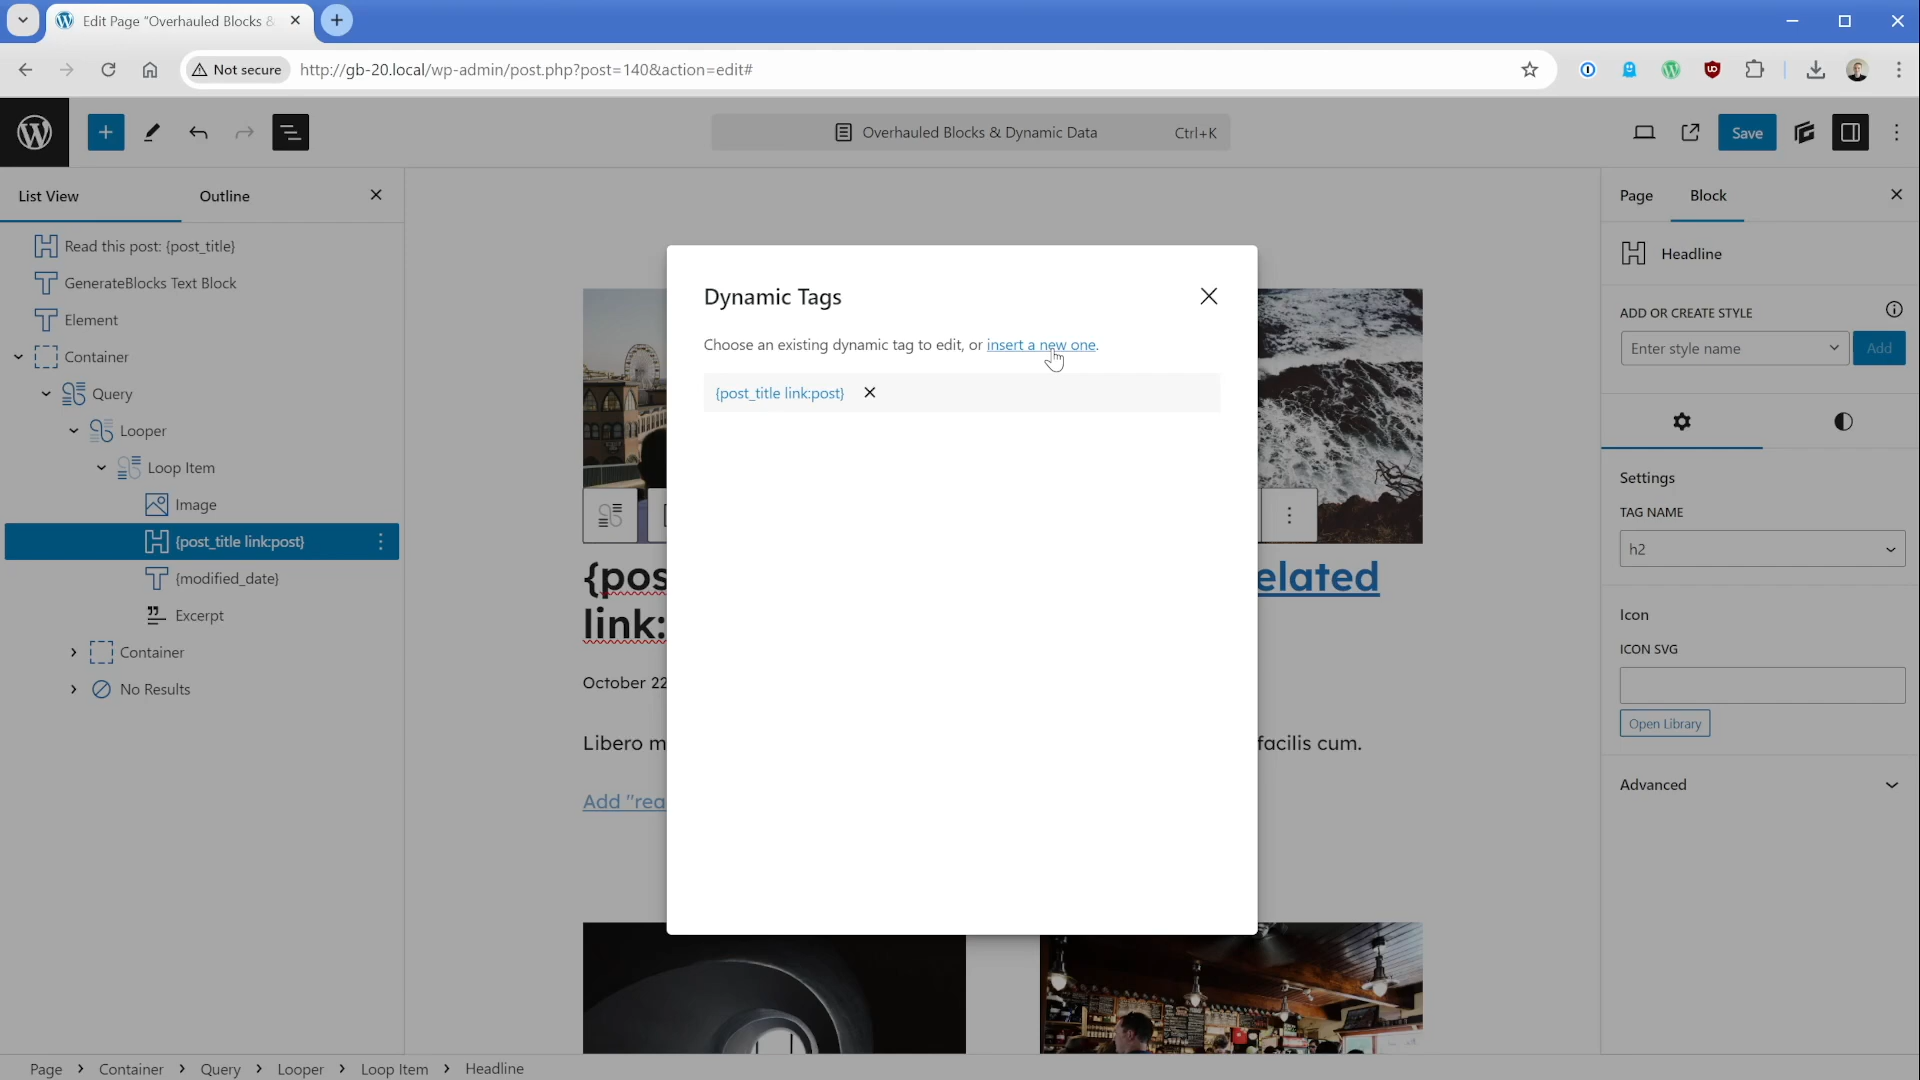 Edit Page "Overhauled Blocks &
Not secure
http://gb-20.local/wp-admin/post.php?post=140&action=edit#
Overhauled Blocks & Dynamic Data
Ctrl+K
Save
List View
Outline
Read this post: {post_title}
GenerateBlocks Text Block
Element
Container
Query
Looper
Loop Item
Image
{post_title link:post}
{modified_date}
Excerpt
Container
No Results
{pos
link:
October 22
Libero m
Add "rea
elated
facilis cum.
Dynamic Tags
Choose an existing dynamic tag to edit, or insert a new one.
{post_title link:post}
Page
Block
Headline
ADD OR CREATE STYLE
Enter style name
Add
Settings
TAG NAME
h2
Icon
ICON SVG
Open Library
Advanced
Page > Container > Query > Looper > Loop Item > Headline